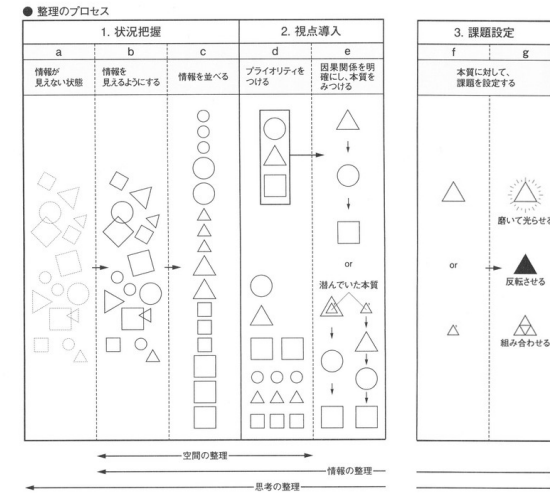 ● 整理のプロセス
1. 状況把握
2. 視点導入
3. 課題設定
a
b
c
d
e
f
g
情報が
見えない状態
情報を
見えるようにする
情報を並べる
プライオリティを
つける
因果関係を明
確にし、本質を
みつける
本質に対して、
課題を設定する
or
潜んでいた本質
磨いて光らせる
or
反転させる
組み合わせる
空間の整理
情報の整理
思考の整理